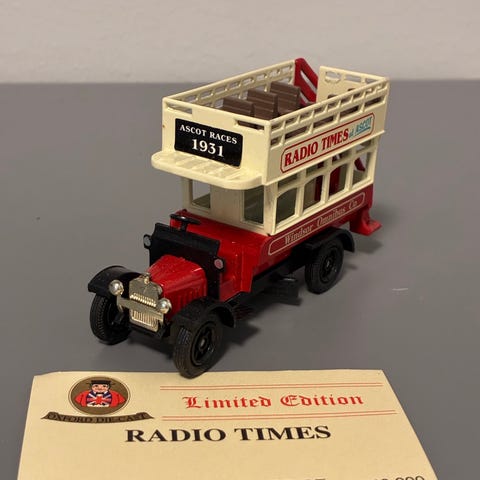 ASCOT RACES
1931
RADIO TIMES at ASCOT
Windsor Omnibus Co.
OXFORD DIE-CAST
Limited Edition
RADIO TIMES